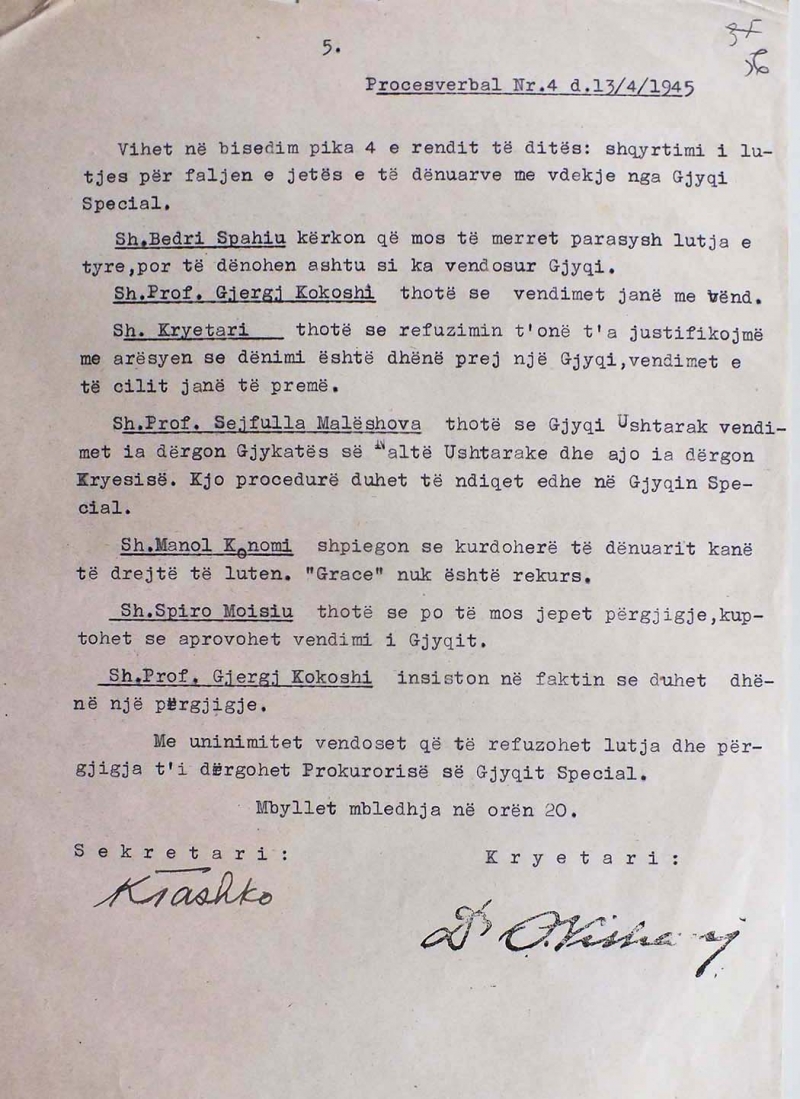 5.
37
36
Procesverbal Nr.4 d.13/4/1945
Vihet në bisedim pika 4 e rendit të ditës: shqyrtimi i lu-
tjes për faljen e jetës e të dënuarve me vdekje nga Gjyqi
Special.
Sh.Bedri Spahiu kërkon që mos të merret parasysh lutja e
tyre,por të dënohen ashtu si ka vendosur Gjyqi.
Sh.Prof. Gjergj Kokoshi thotë se vendimet janë me vënd.
Sh. Kryetari thotë se refuzimin t'onë t'a justifikojmë
me arësyen se dënimi është dhënë prej një Gjyqi,vendimet e
të cilit janë të premë.
Sh.Prof. Sejfulla Malëshova thotë se Gjyqi Ushtarak vendi-
met ia dërgon Gjykatës së Naltë Ushtarake dhe ajo ia dërgon
Kryesisë. Kjo procedurë duhet të ndiqet edhe në Gjyqin Spe-
cial.
Sh.Manol Konomi shpiegon se kurdoherë të dënuarit kanë
të drejtë të luten. "Grace" nuk është rekurs.
Sh.Spiro Moisiu thotë se po të mos jepet përgjigje,kup-
tohet se aprovohet vendimi i Gjyqit.
Sh.Prof. Gjergj Kokoshi insiston në faktin se duhet dhë-
në një përgjigje.
Me uninimitet vendoset që të refuzohet lutja dhe për-
gjigja t'i dërgohet Prokurorisë së Gjyqit Special.
Mbyllet mbledhja në orën 20.
Sekretari:
Kryetari:
K Tashko
Dr O.Nishani